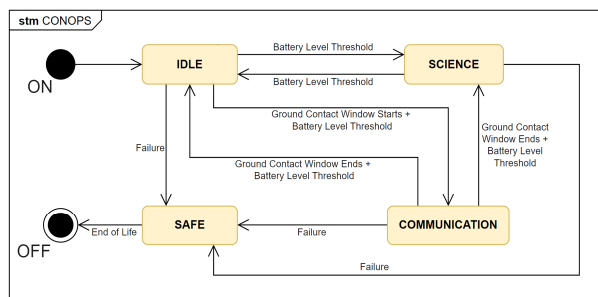 stm CONOPS
Battery Level Threshold
IDLE
SCIENCE
ON
Battery Level Threshold
Ground Contact Window Starts +
Battery Level Threshold
Ground Contact
Window Ends +
Battery Level
Threshold
Failure
Ground Contact Window Ends +
Battery Level Threshold
SAFE
COMMUNICATION
End of Life
Failure
OFF
Failure